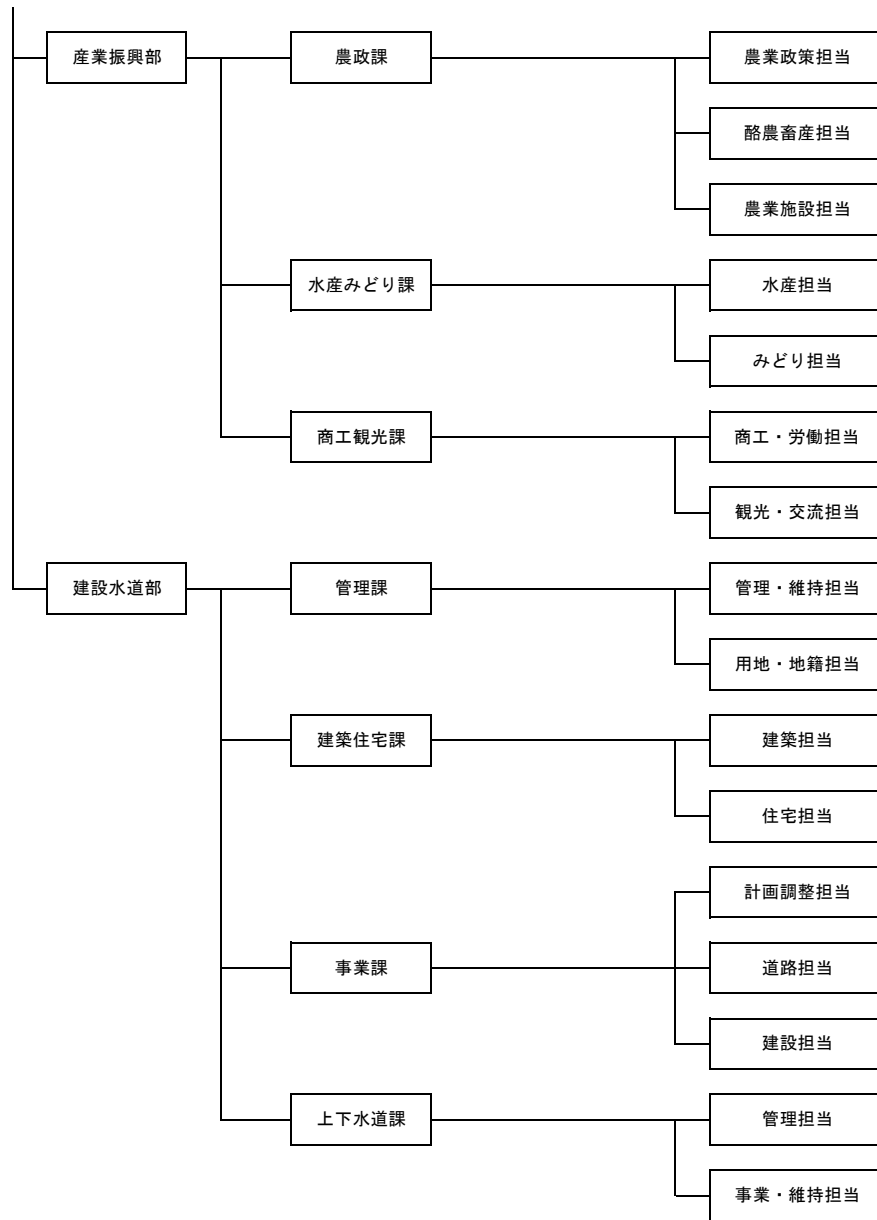 産業振興部
農政課
農業政策担当
酪農畜産担当
農業施設担当
水産みどり課
水産担当
みどり担当
商工観光課
商工・労働担当
観光・交流担当
建設水道部
管理課
管理・維持担当
用地・地籍担当
建築住宅課
建築担当
住宅担当
事業課
計画調整担当
道路担当
建設担当
上下水道課
管理担当
事業・維持担当